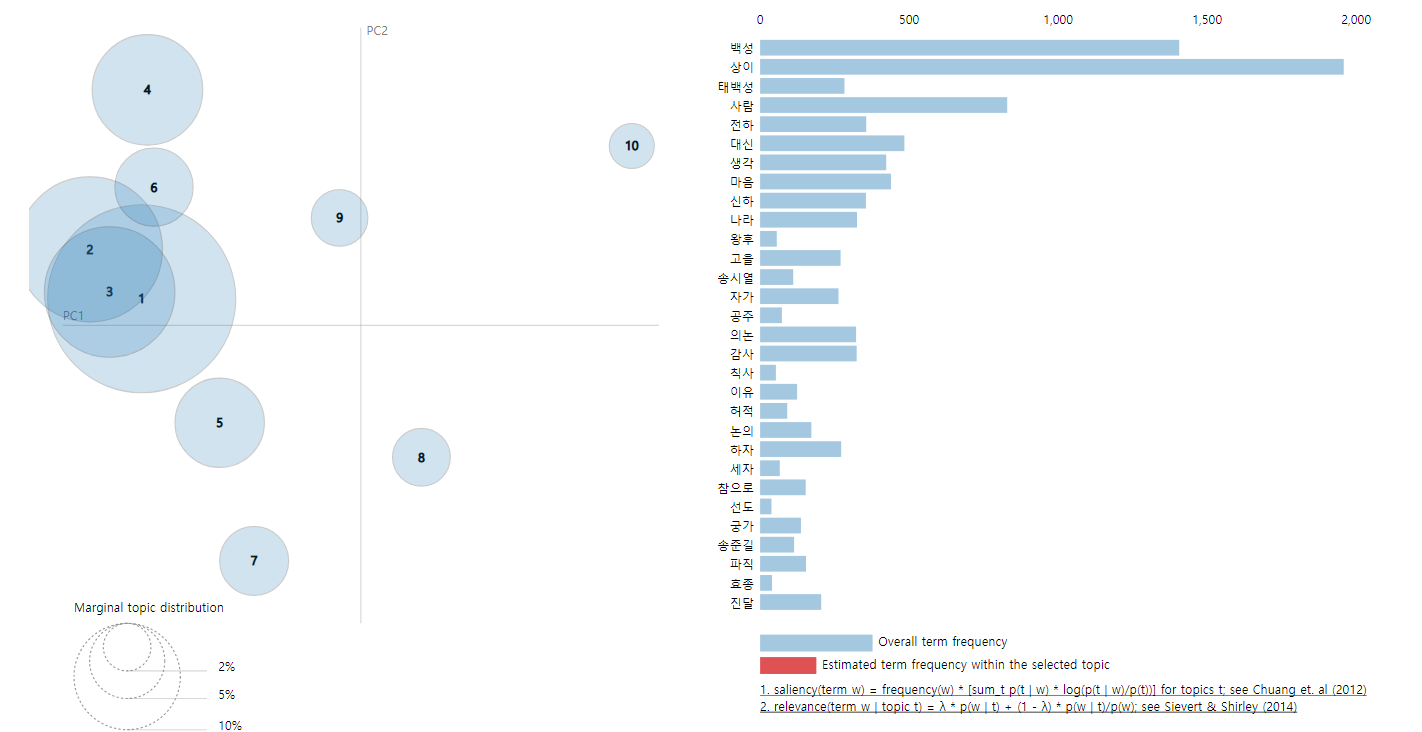 PC2
4
10
6
9
2
3
1
PC1
5
8
7
Marginal topic distribution
2%
5%
10%
0
500
1,000
1,500
2,000
백성
상이
태백성
사람
전하
대신
생각
마음
신하
나라
왕후
고을
송시열
자가
공주
의논
감사
칙사
이유
허적
논의
하자
세자
참으로
선도
궁가
송준길
파직
효종
진달
Overall term frequency
Estimated term frequency within the selected topic
1. saliency(term w) = frequency(w) * [sum_t p(t | w) * log(p(t | w)/p(t))] for topics t; see Chuang et. al (2012)
2. relevance(term w | topic t) = λ * p(w | t) + (1 - λ) * p(w | t)/p(w); see Sievert & Shirley (2014)